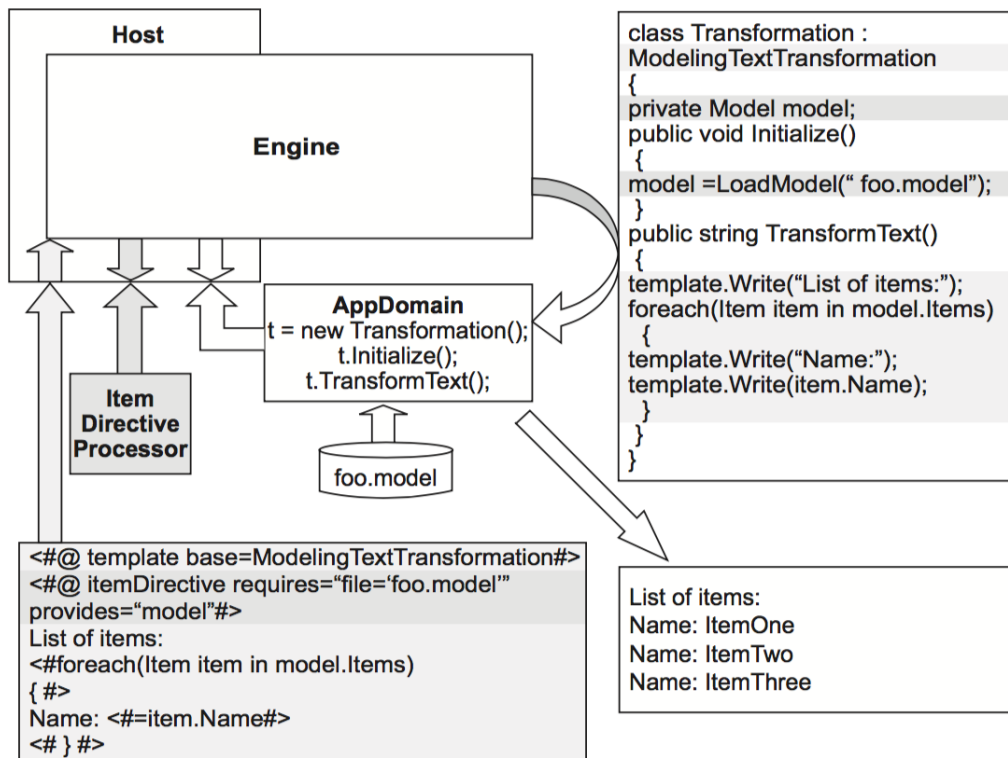 Host
Engine
AppDomain
t = new Transformation();
t.Initialize();
t.TransformText();
Item
Directive
Processor
foo.model
<#@ template base=ModelingTextTransformation#>
<#@ itemDirective requires=“file=‘foo.model’”
provides=“model”#>
List of items:
<#foreach(Item item in model.Items)
{ #>
Name: <#=item.Name#>
<# } #>
class Transformation :
ModelingTextTransformation
{
private Model model;
public void Initialize()
{
model =LoadModel(“ foo.model”);
}
public string TransformText()
{
template.Write(“List of items:”);
foreach(Item item in model.Items)
{
template.Write(“Name:”);
template.Write(item.Name);
}
}
}
List of items:
Name: ItemOne
Name: ItemTwo
Name: ItemThree